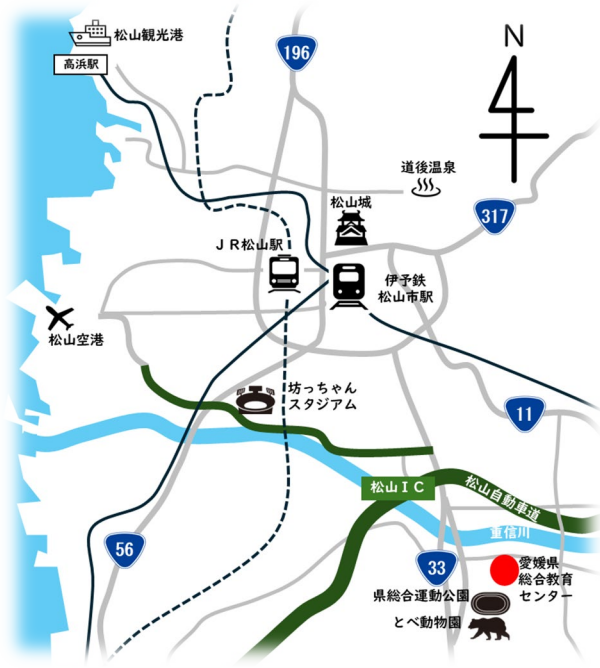 松山観光港
高浜駅
196
N
道後温泉
松山城
317
JR松山駅
伊予鉄
松山市駅
松山空港
坊っちゃん
スタジアム
11
松山IC
松山自動車道
重信川
56
33
愛媛県
総合教育
センター
県総合運動公園
とべ動物園